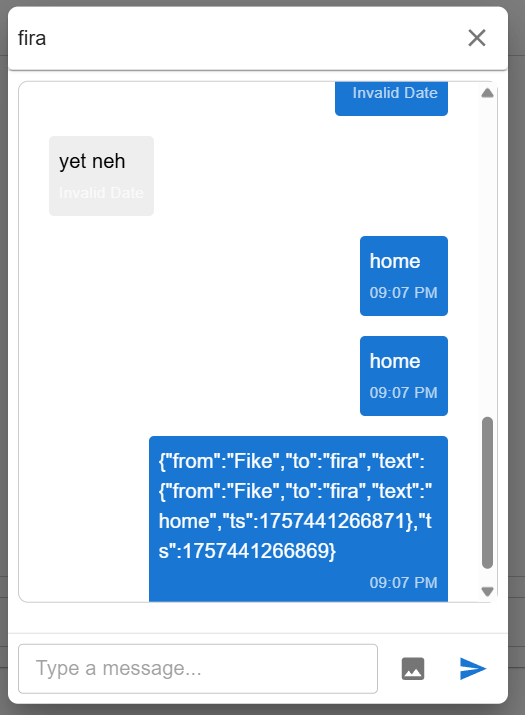 fira
Invalid Date
yet neh
Invalid Date
home
09:07 PM
home
09:07 PM
{"from":"Fike","to":"fira","text":
{"from":"Fike","to":"fira","text":"
home","ts":1757441266871},"t
s":1757441266869}
09:07 PM
Type a message...